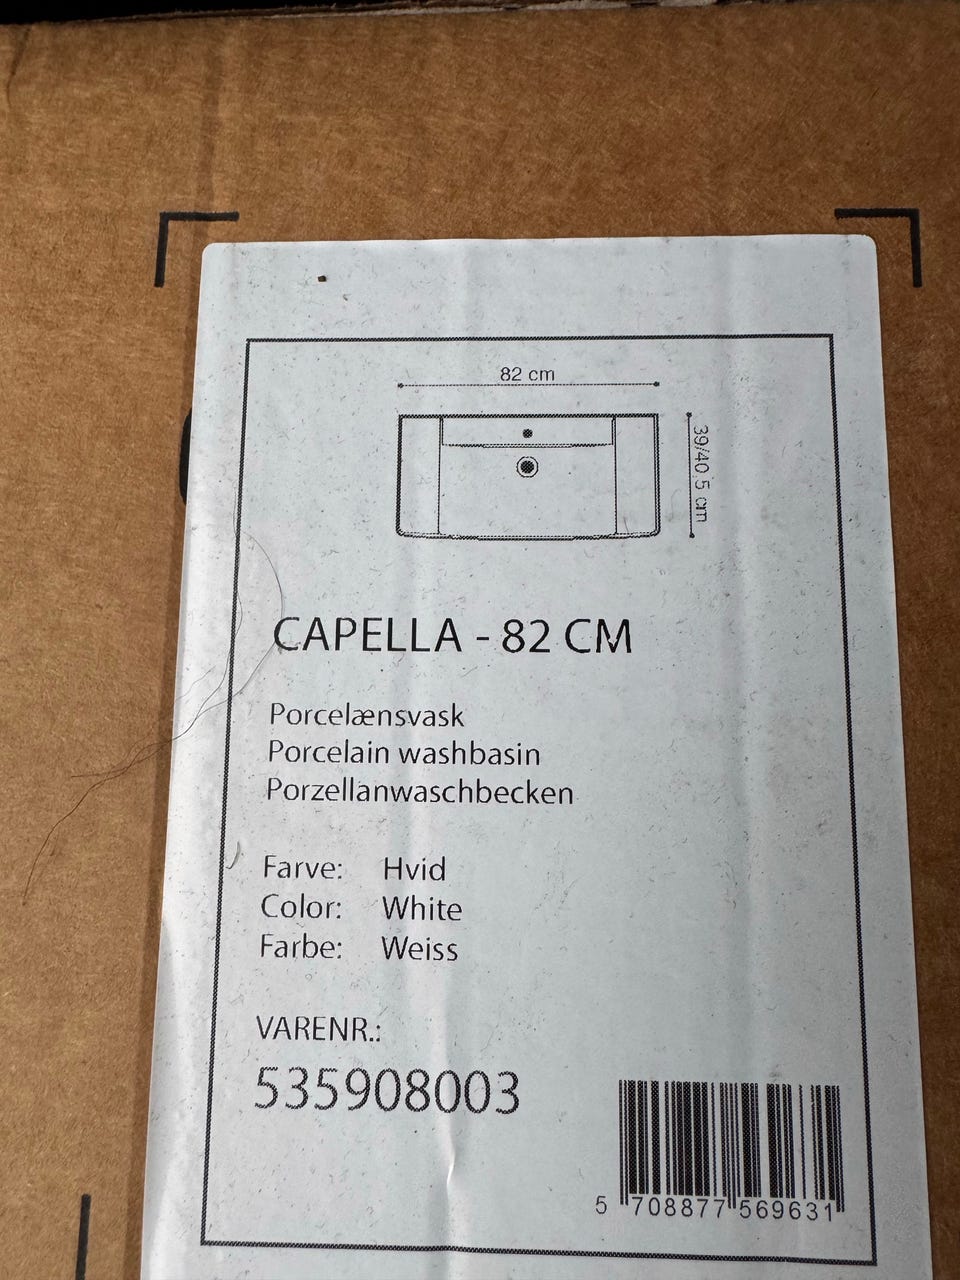 82 cm
39/40.5 cm
CAPELLA - 82 CM
Porcelænsvask
Porcelain washbasin
Porzellanwaschbecken
Farve: Hvid
Color: White
Farbe: Weiss
VARENR.:
535908003
5 708877 569631